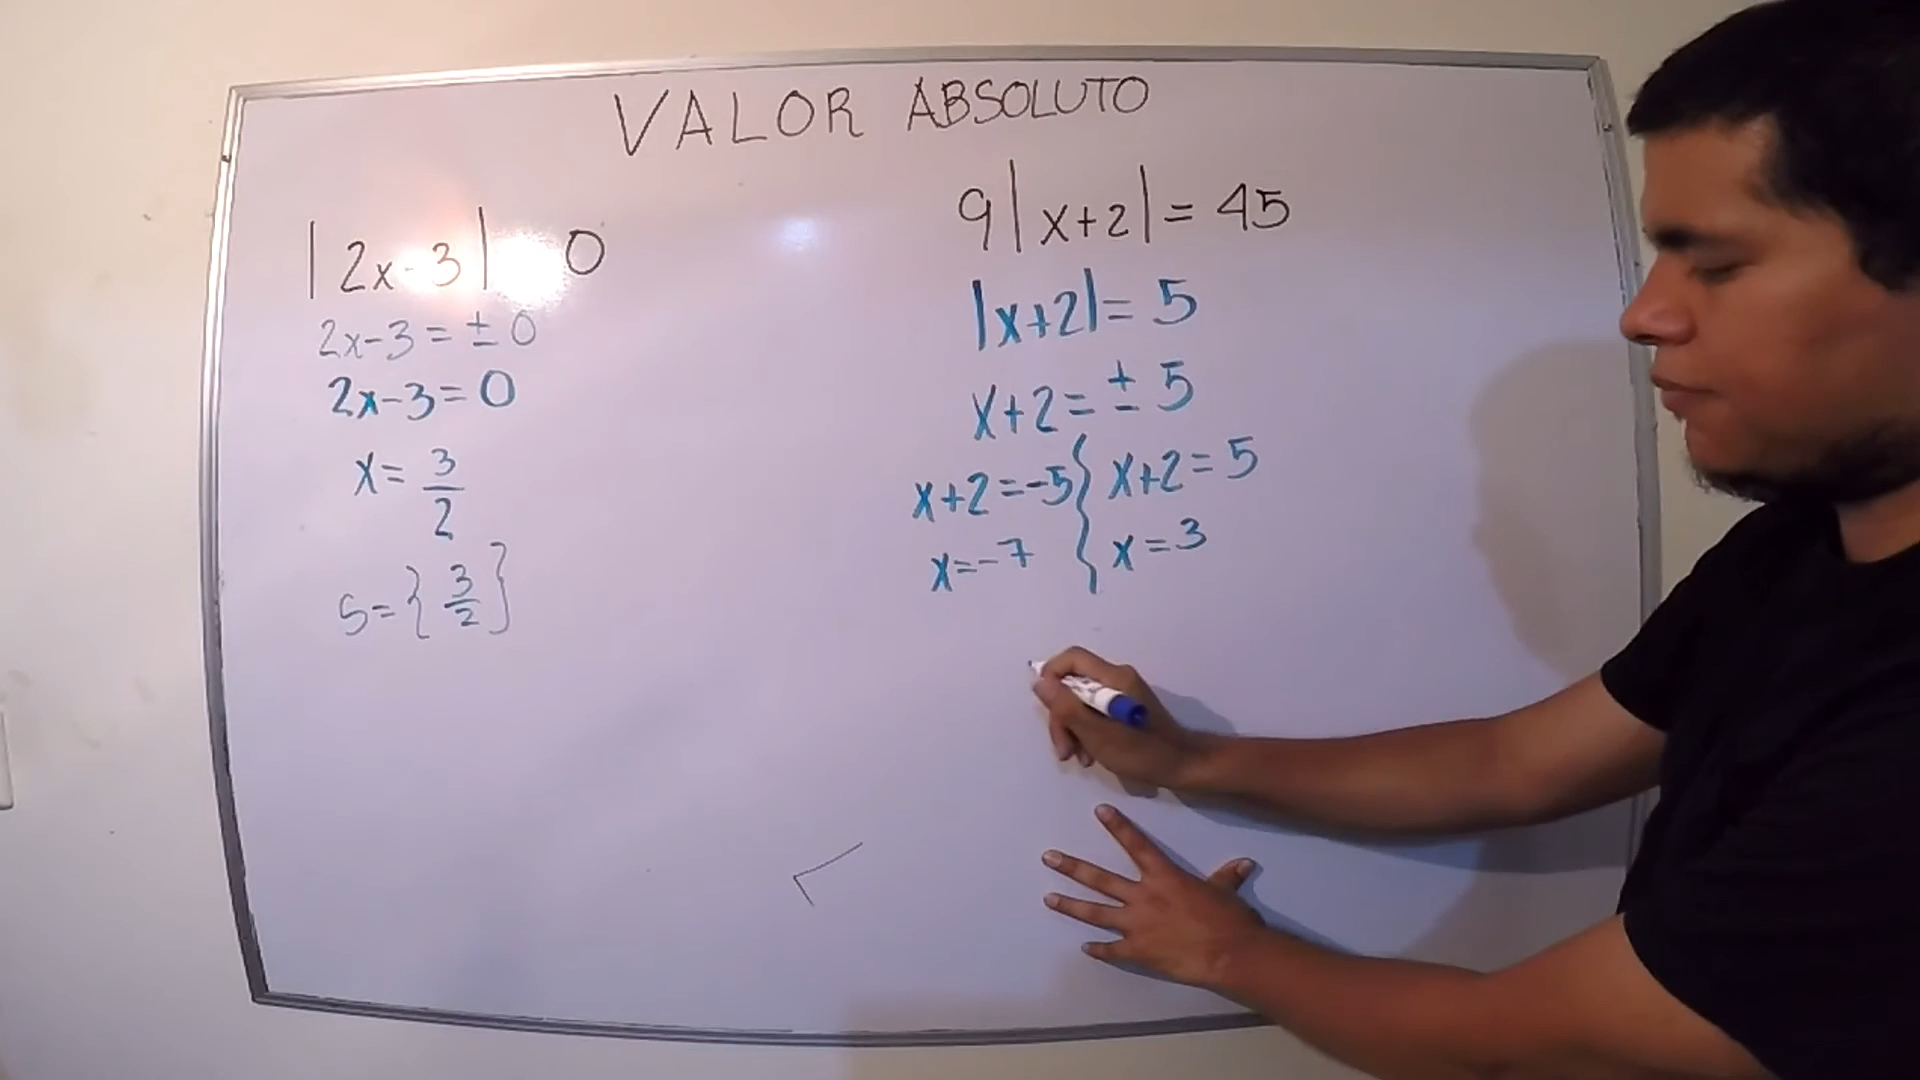 VALOR ABSOLUTO
|2x-3| 0
2x-3 = ± 0
2x-3 = 0
x = 3/2
S = {3/2}
9|x+2| = 45
|x+2| = 5
x+2 = ± 5
x+2 = -5 { x+2 = 5
x = -7 { x = 3